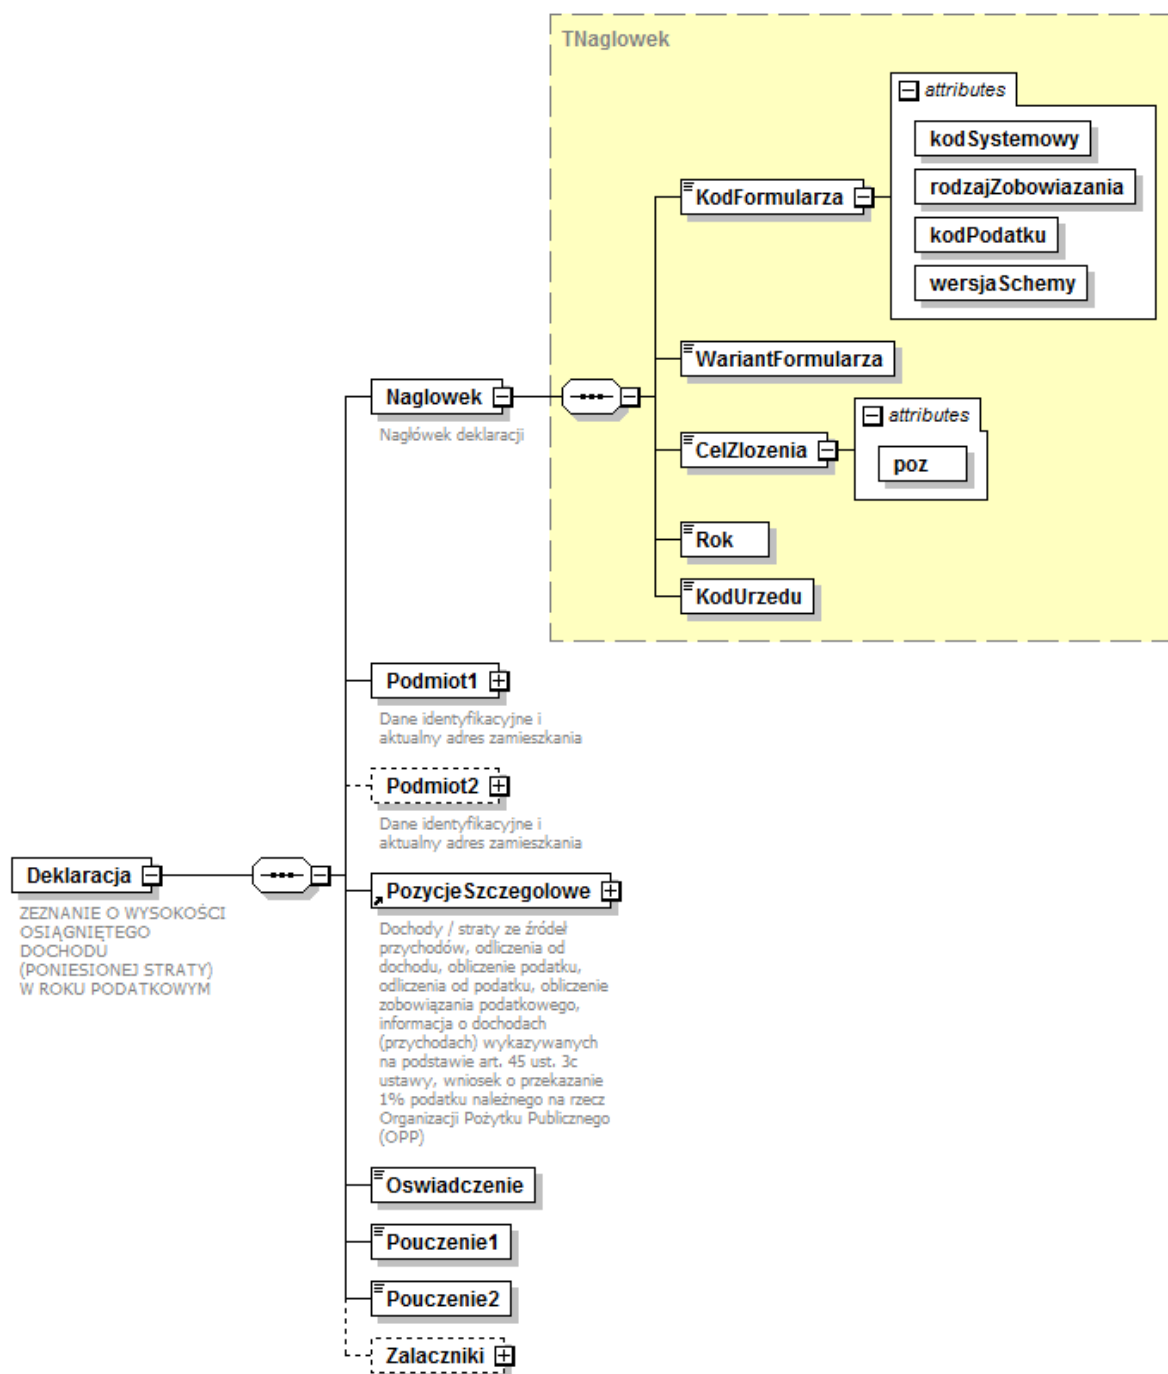 TNaglowek
attributes
kodSystemowy
rodzajZobowiazania
kodPodatku
wersjaSchemy
KodFormularza
WariantFormularza
Naglowek
Nagłówek deklaracji
attributes
CelZlozenia
poz
Rok
KodUrzedu
Podmiot1
Dane identyfikacyjne i
aktualny adres zamieszkania
Podmiot2
Dane identyfikacyjne i
aktualny adres zamieszkania
Deklaracja
ZEZNANIE O WYSOKOŚCI
OSIĄGNIĘTEGO
DOCHODU
(PONIESIONEJ STRATY)
W ROKU PODATKOWYM
PozycjeSzczegolowe
Dochody / straty ze źródeł
przychodów, odliczenia od
dochodu, obliczenie podatku,
odliczenia od podatku, obliczenie
zobowiązania podatkowego,
informacja o dochodach
(przychodach) wykazywanych
na podstawie art. 45 ust. 3c
ustawy, wniosek o przekazanie
1% podatku należnego na rzecz
Organizacji Pożytku Publicznego
(OPP)
Oswiadczenie
Pouczenie1
Pouczenie2
Zalaczniki